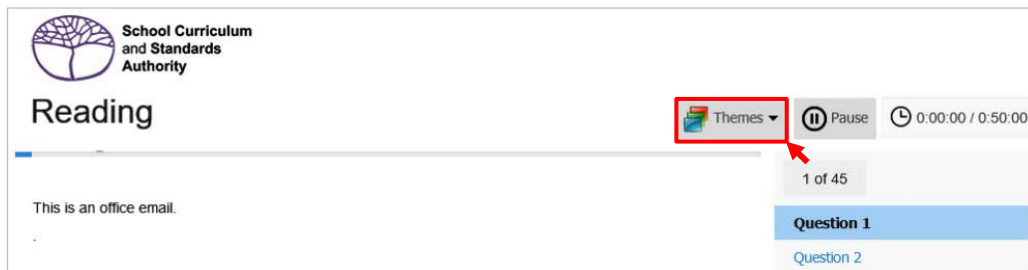 School Curriculum
and Standards
Authority
Reading
Themes
Pause
0:00:00 / 0:50:00
1 of 45
This is an office email.
.
Question 1
Question 2